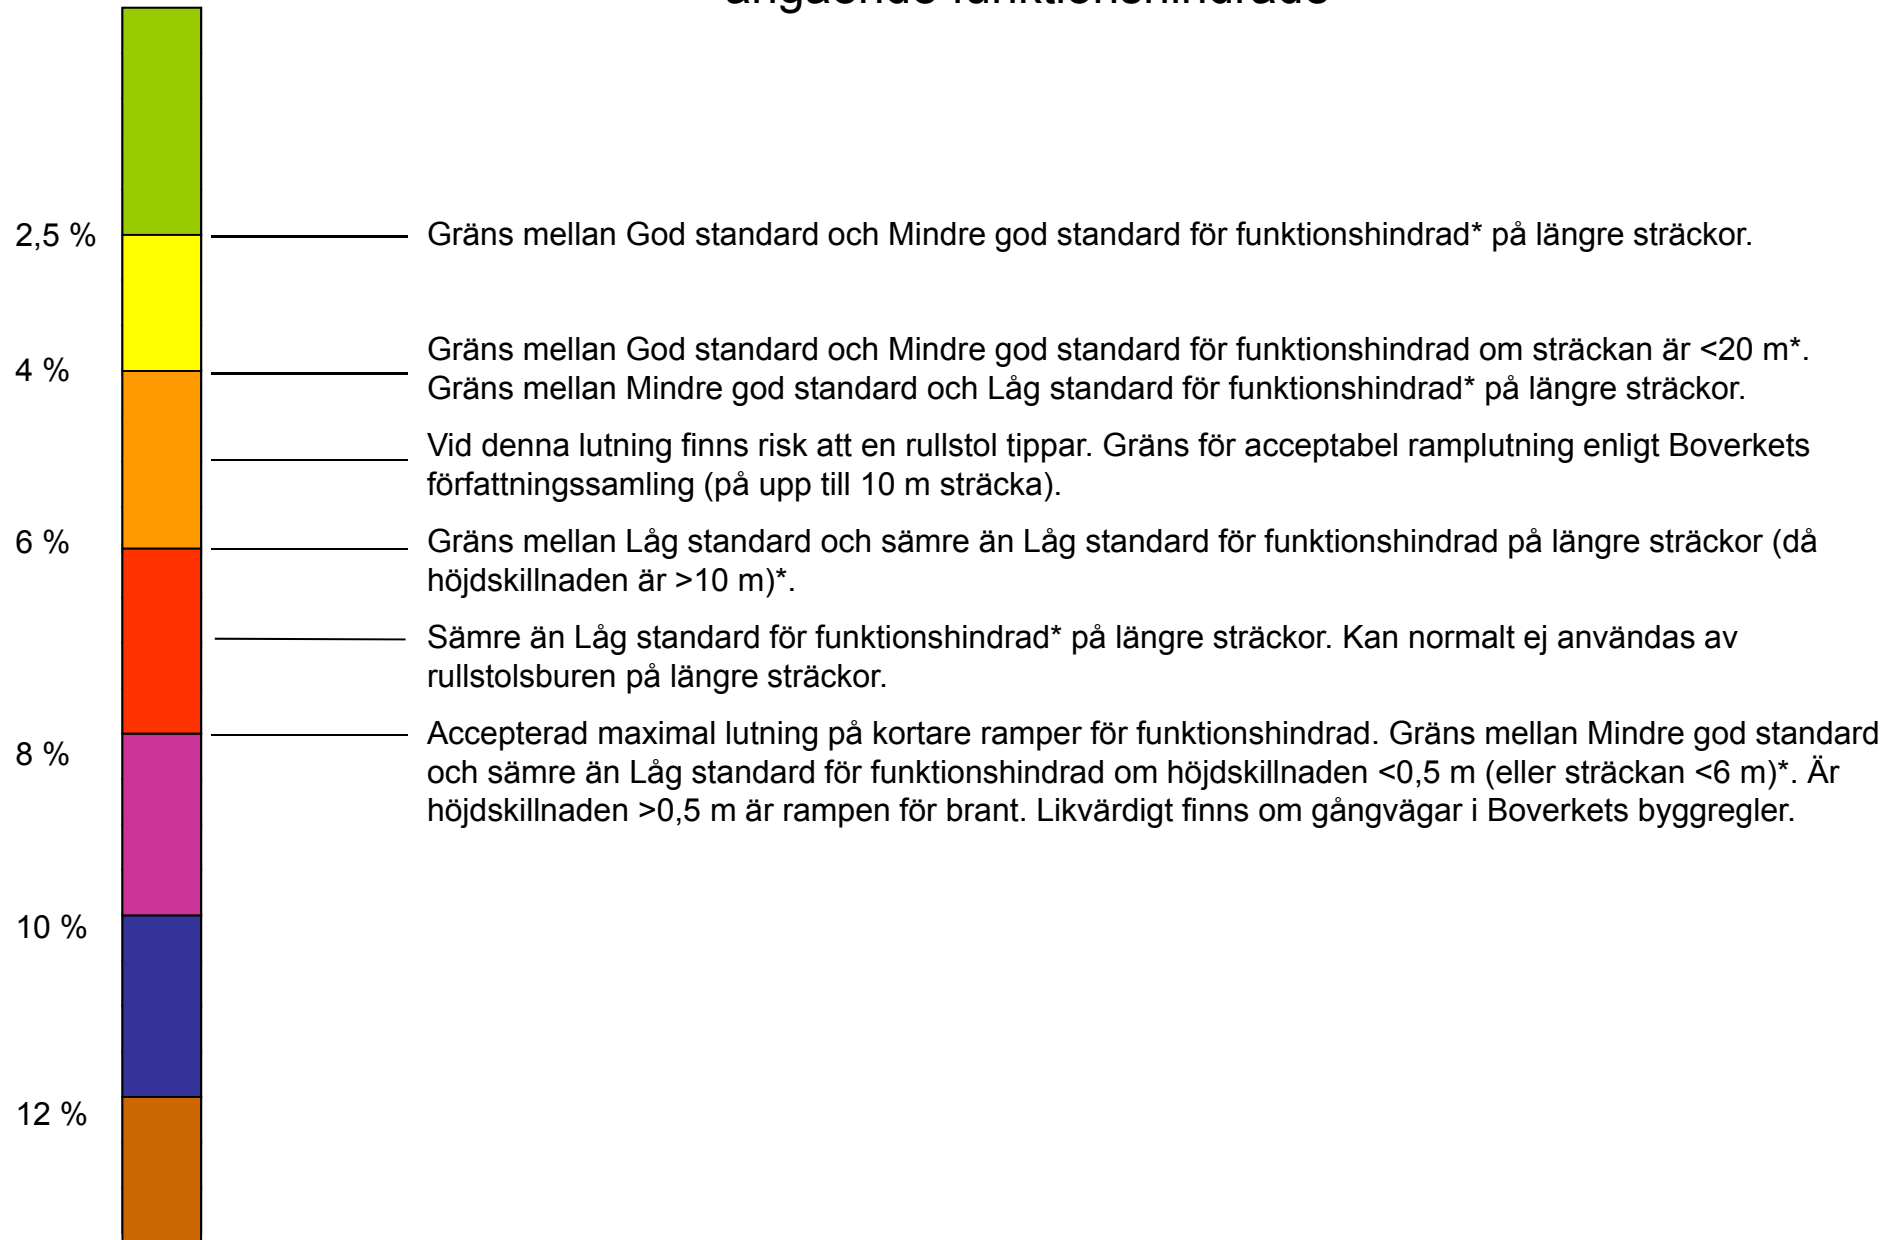 angående funktionshindrade
2,5 %
Gräns mellan God standard och Mindre god standard för funktionshindrad* på längre sträckor.
4 %
Gräns mellan God standard och Mindre god standard för funktionshindrad om sträckan är <20 m*.
Gräns mellan Mindre god standard och Låg standard för funktionshindrad* på längre sträckor.
Vid denna lutning finns risk att en rullstol tippar. Gräns för acceptabel ramplutning enligt Boverkets
författningssamling (på upp till 10 m sträcka).
6 %
Gräns mellan Låg standard och sämre än Låg standard för funktionshindrad på längre sträckor (då
höjdskillnaden är >10 m)*.
Sämre än Låg standard för funktionshindrad* på längre sträckor. Kan normalt ej användas av
rullstolsburen på längre sträckor.
8 %
Accepterad maximal lutning på kortare ramper för funktionshindrad. Gräns mellan Mindre god standard
och sämre än Låg standard för funktionshindrad om höjdskillnaden <0,5 m (eller sträckan <6 m)*. Är
höjdskillnaden >0,5 m är rampen för brant. Likvärdigt finns om gångvägar i Boverkets byggregler.
10 %
12 %